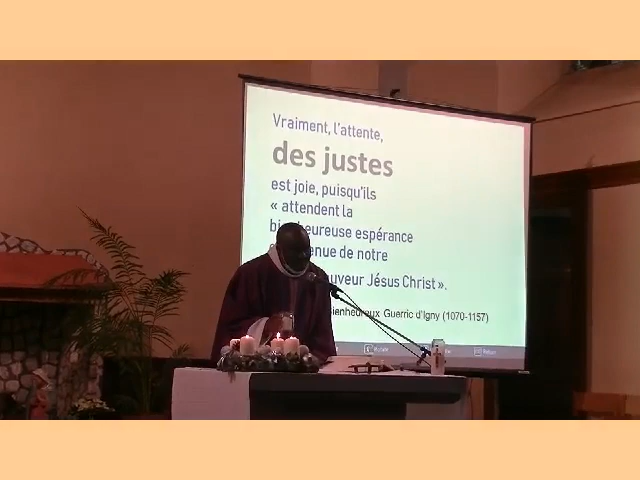 Vraiment, l'attente,
des justes
est joie, puisqu'ils
« attendent la
eureuse espérance
enue de notre
uveur Jésus Christ ».
ienheureux Guerric d'Igny (1070-1157)